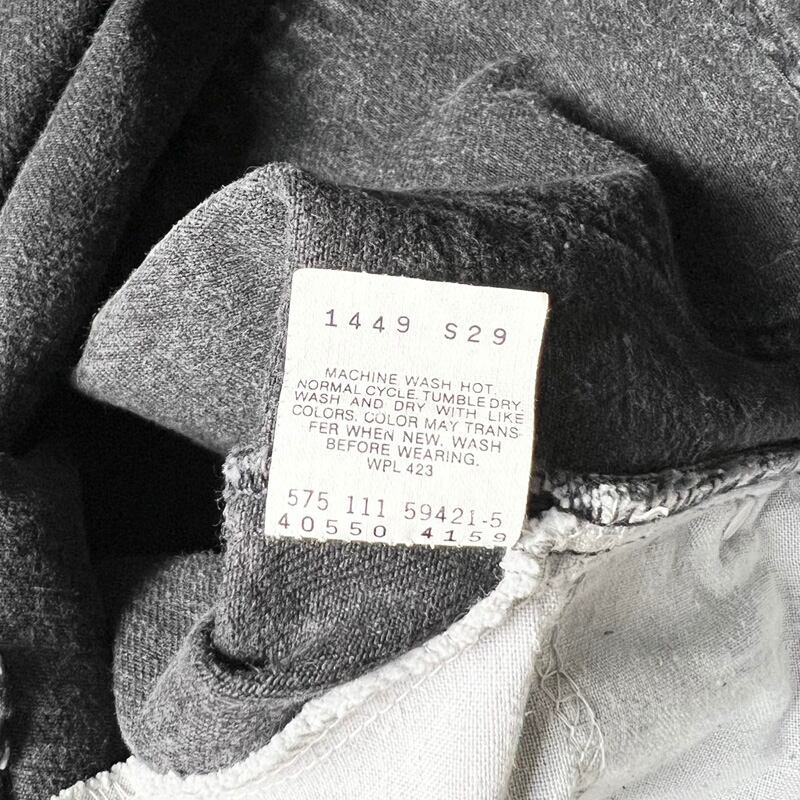 1449 S29
MACHINE WASH HOT.
NORMAL CYCLE. TUMBLE DRY.
WASH AND DRY WITH LIKE
COLORS. COLOR MAY TRANS-
FER WHEN NEW. WASH
BEFORE WEARING.
WPL 423
575 111 59421-5
40550 4159